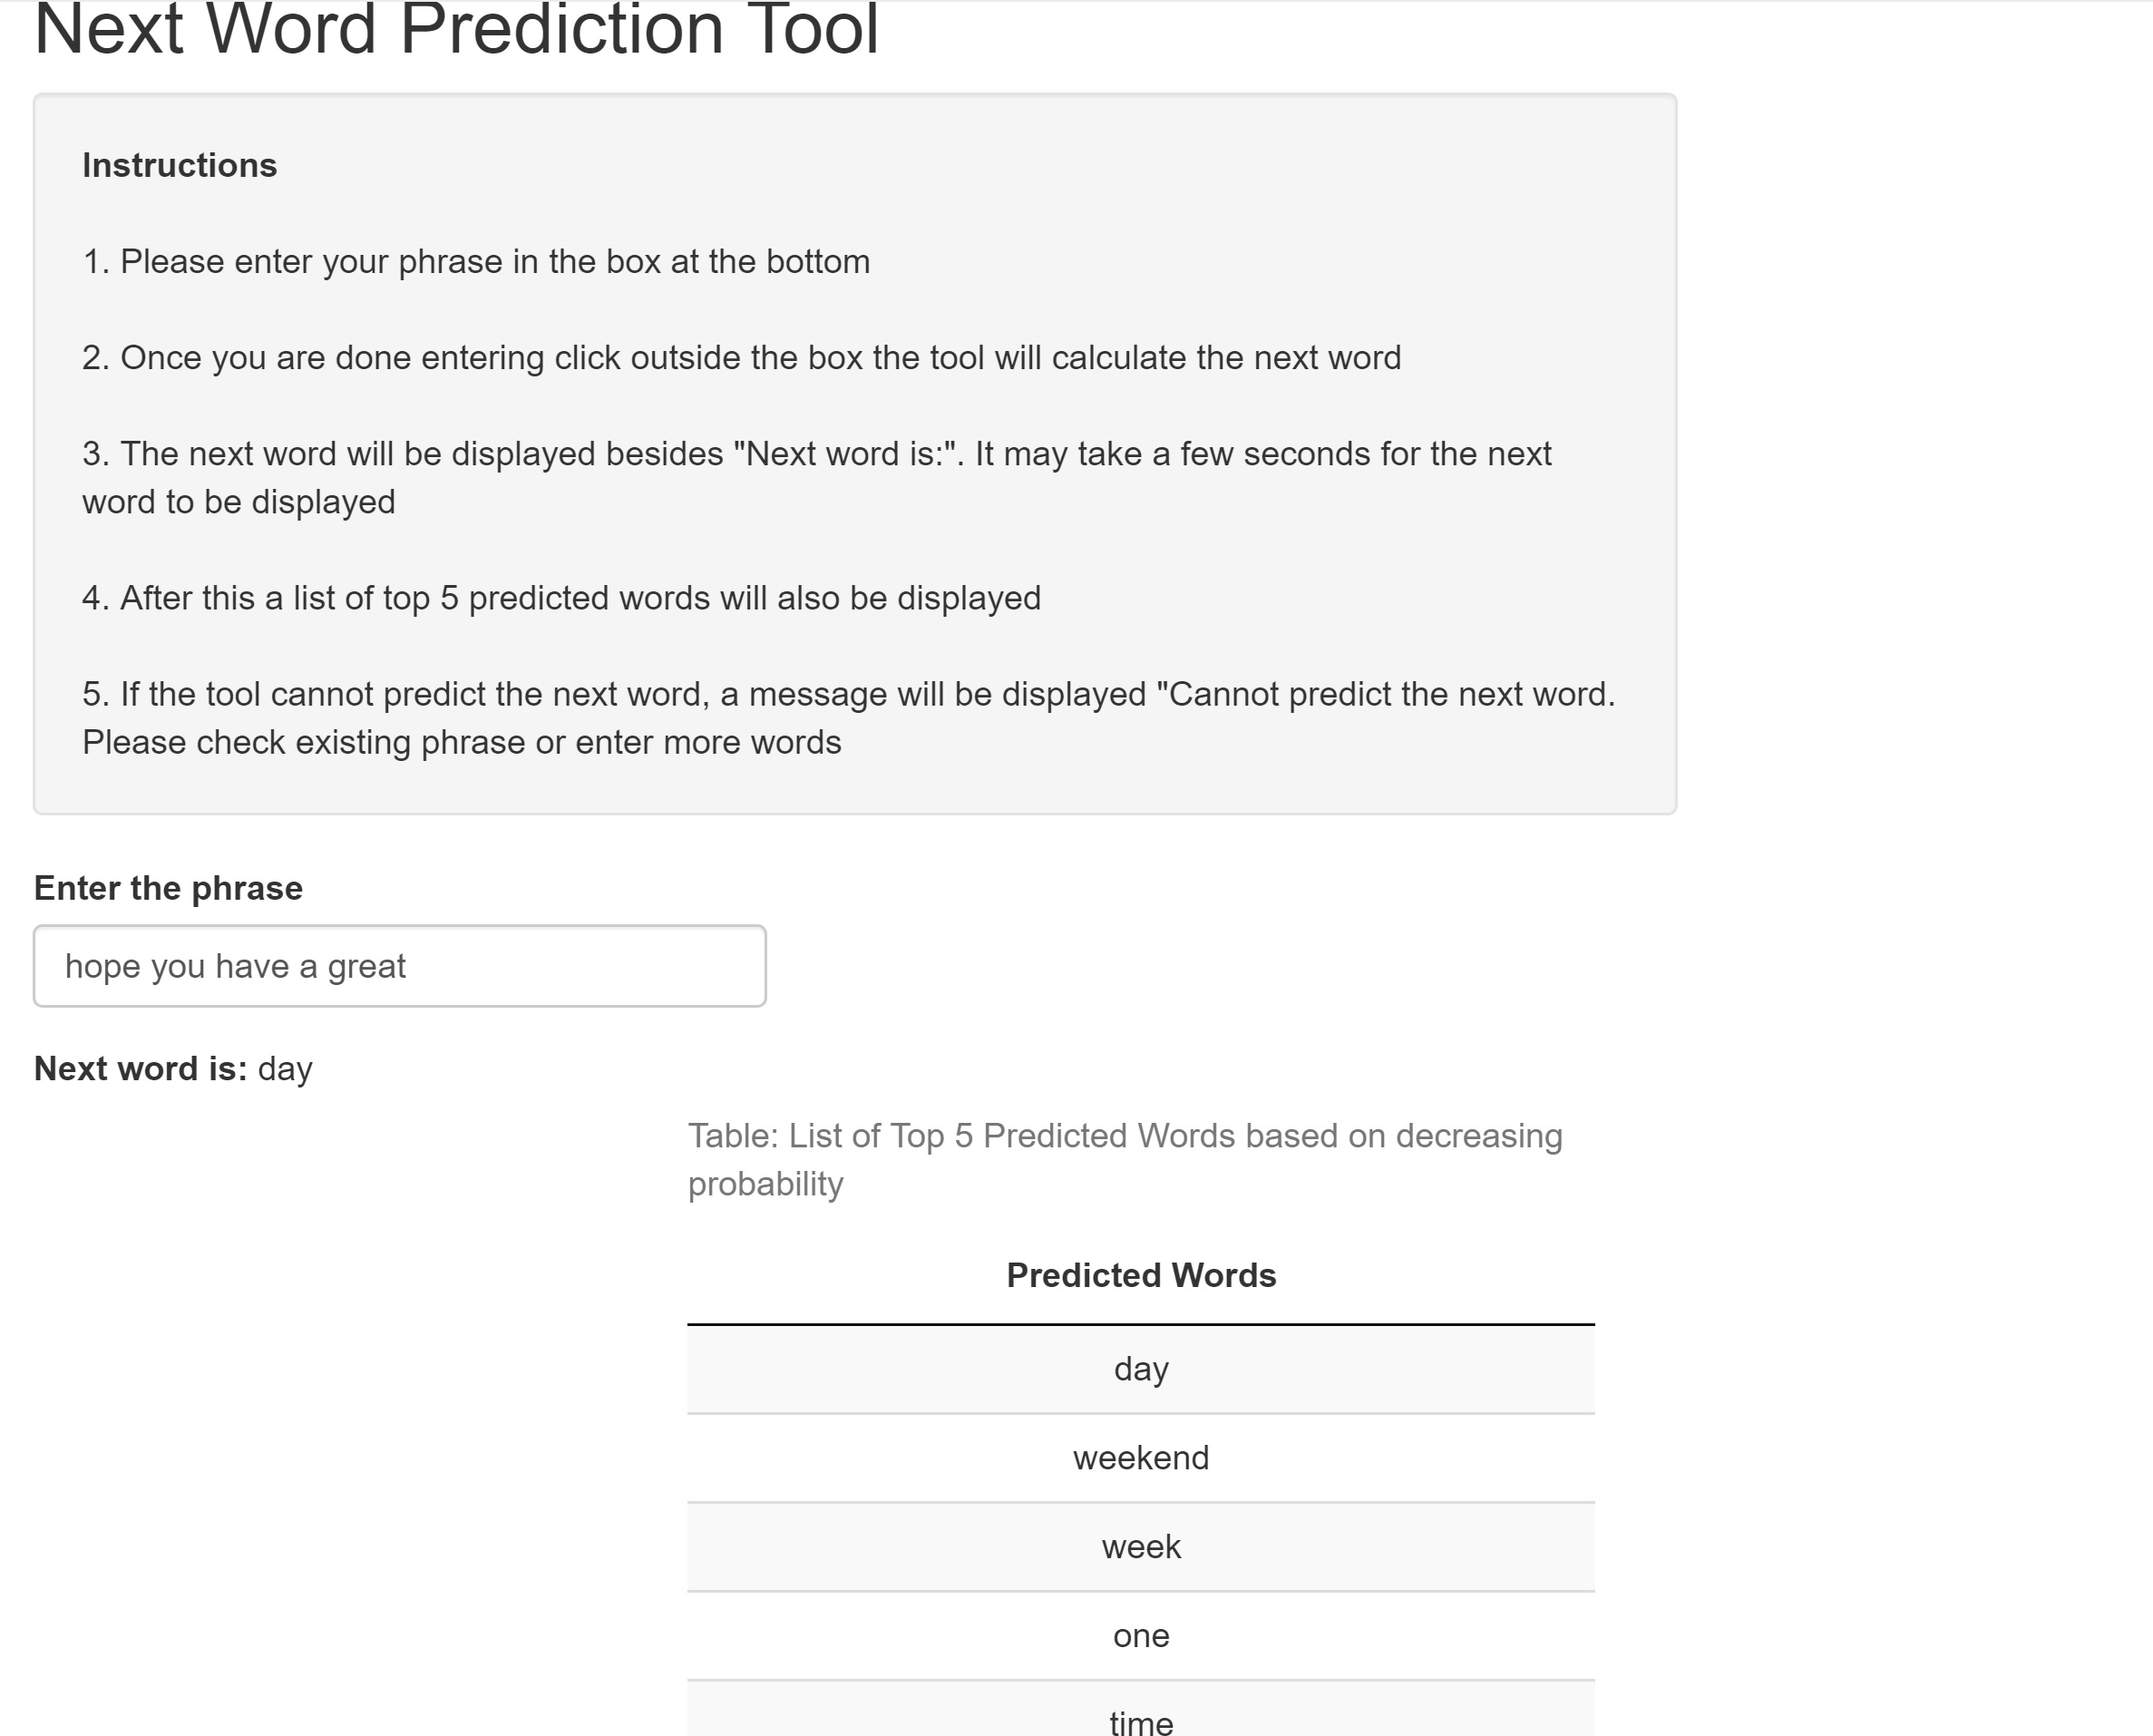 Next Word Prediction Tool
Instructions
1. Please enter your phrase in the box at the bottom
2. Once you are done entering click outside the box the tool will calculate the next word
3. The next word will be displayed besides "Next word is:". It may take a few seconds for the next
word to be displayed
4. After this a list of top 5 predicted words will also be displayed
5. If the tool cannot predict the next word, a message will be displayed "Cannot predict the next word.
Please check existing phrase or enter more words
Enter the phrase
hope you have a great
Next word is: day
Table: List of Top 5 Predicted Words based on decreasing
probability
Predicted Words
day
weekend
week
one
time